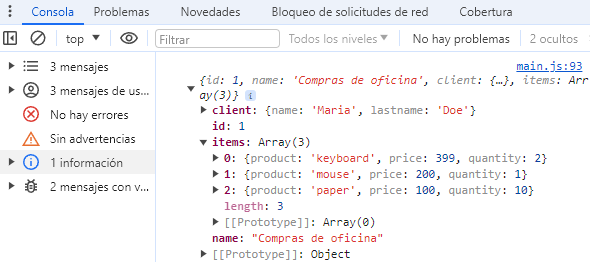 Consola Problemas Novedades Bloqueo de solicitudes de red Cobertura
top Filtrar Todos los niveles No hay problemas 2 ocultos
3 mensajes
3 mensajes de us...
No hay errores
Sin advertencias
1 información
2 mensajes con v...
main.js:93
{id: 1, name: 'Compras de oficina', client: {…}, items: Arr
ay(3)} i
client: {name: 'Maria', lastname: 'Doe'}
id: 1
items: Array(3)
0: {product: 'keyboard', price: 399, quantity: 2}
1: {product: 'mouse', price: 200, quantity: 1}
2: {product: 'paper', price: 100, quantity: 10}
length: 3
[[Prototype]]: Array(0)
name: "Compras de oficina"
[[Prototype]]: Object